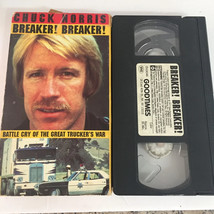 CHUCK NORRIS
BREAKER! BREAKER!
BATTLE CRY OF THE GREAT TRUCKER'S WAR
BREAKER! BREAKER!
GOODTIMES